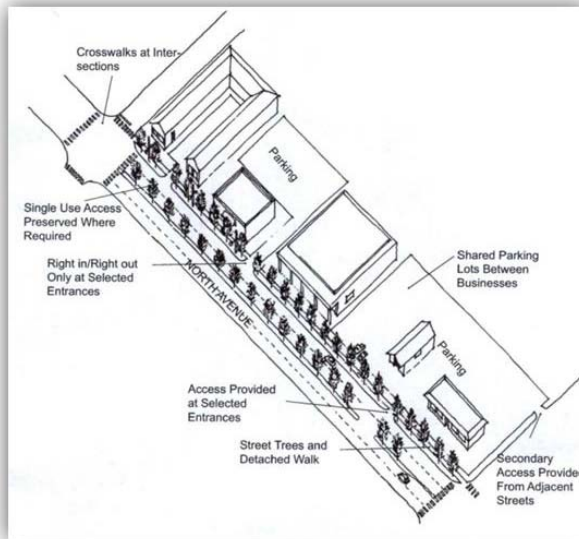 Crosswalks at Inter-
sections
Parking
Single Use Access
Preserved Where
Required
Right in/Right out
Only at Selected
Entrances
NORTH AVENUE
Shared Parking
Lots Between
Businesses
Parking
Access Provided
at Selected
Entrances
Street Trees and
Detached Walk
Secondary
Access Provide
From Adjacent
Streets